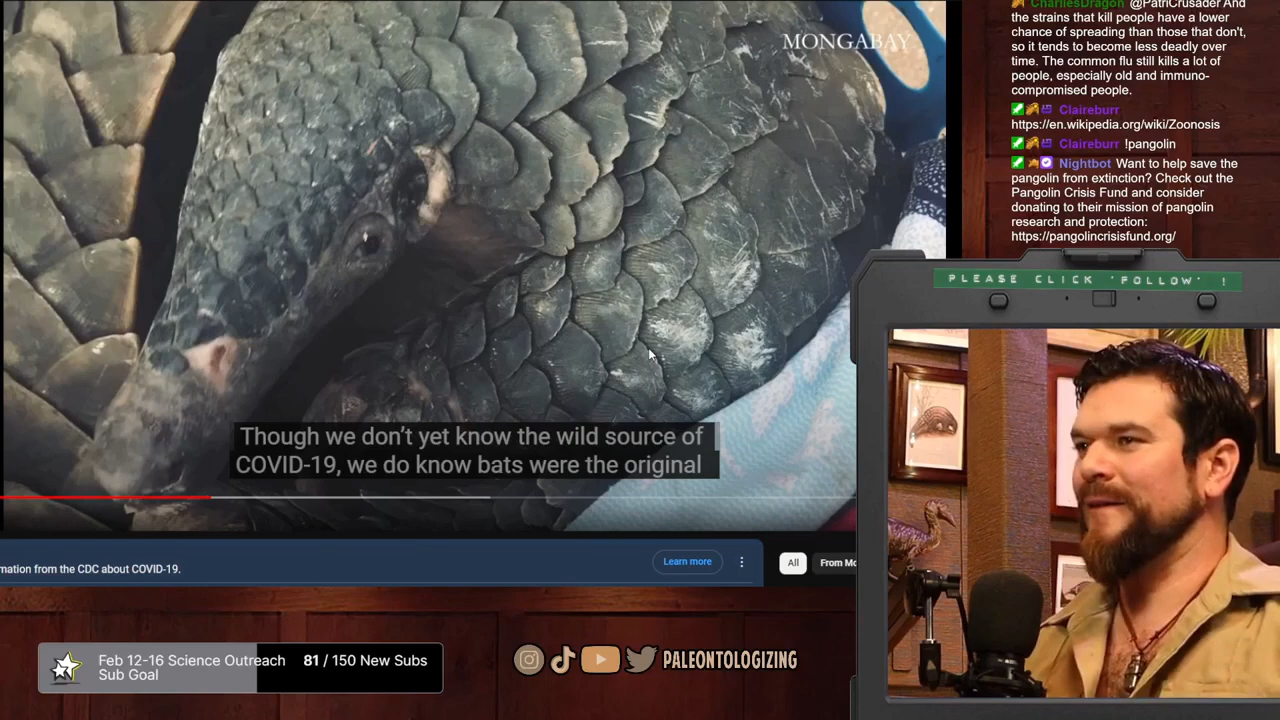 MONGABAY
Though we don't yet know the wild source of
COVID-19, we do know bats were the original
mation from the CDC about COVID-19.
Learn more
All
From Mo
CharliesDragon @PatriCrusader And
the strains that kill people have a lower
chance of spreading than those that don't,
so it tends to become less deadly over
time. The common flu still kills a lot of
people, especially old and immuno-
compromised people.
Claireburr
https://en.wikipedia.org/wiki/Zoonosis
Claireburr !pangolin
Nightbot Want to help save the
pangolin from extinction? Check out the
Pangolin Crisis Fund and consider
donating to their mission of pangolin
research and protection:
https://pangolincrisisfund.org/
PLEASE CLICK 'FOLLOW' !
Feb 12-16 Science Outreach
Sub Goal
81 / 150 New Subs
PALEONTOLOGIZING